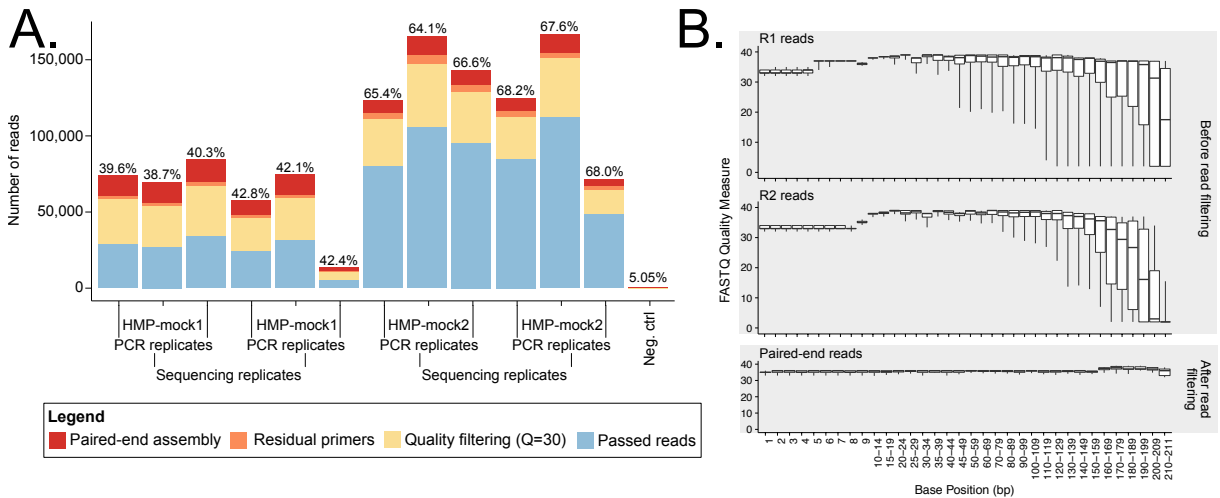 A.
Number of reads
150,000
100,000
50,000
0
39.6%
38.7%
40.3%
42.8%
42.1%
42.4%
65.4%
64.1%
66.6%
68.2%
67.6%
68.0%
5.05%
HMP-mock1
PCR replicates
HMP-mock1
PCR replicates
HMP-mock2
PCR replicates
HMP-mock2
PCR replicates
Neg. ctrl
Sequencing replicates
Sequencing replicates
Legend
Paired-end assembly
Residual primers
Quality filtering (Q=30)
Passed reads
B.
FASTQ Quality Measure
R1 reads
40
30
20
10
0
R2 reads
40
30
20
10
0
Before read filtering
Paired-end reads
40
30
20
10
0
After read
filtering
1
2
3
4
5
6
7
8
9
10–14
15–19
20–24
25–29
30–34
35–39
40–44
45–49
50–59
60–69
70–79
80–89
90–99
100–109
110–119
120–129
130–139
140–149
150–159
160–169
170–179
180–189
190–199
200–209
210–211
Base Position (bp)